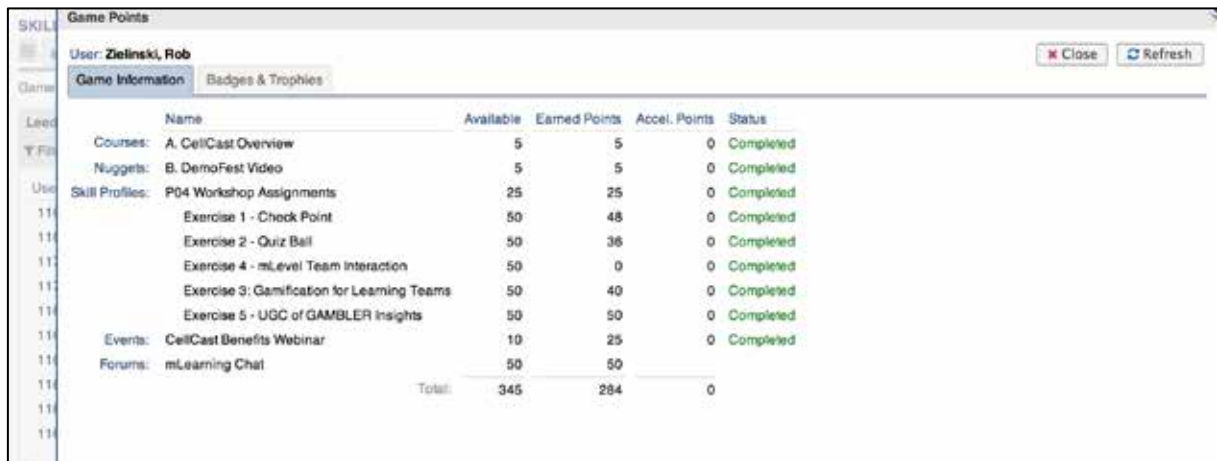 Game Points
SKILL
User: Zielinski, Rob
Close Refresh
Game Information Badges & Trophies
Game
Name Available Earned Points Accel. Points Status
Lead
Courses: A. CellCast Overview 5 5 0 Completed
Nuggets: B. DemoFest Video 5 5 0 Completed
Skill Profiles: P04 Workshop Assignments 25 25 0 Completed
Use
Exercise 1 - Check Point 50 48 0 Completed
Exercise 2 - Quiz Ball 50 36 0 Completed
Exercise 4 - mLevel Team Interaction 50 0 0 Completed
Exercise 3: Gamification for Learning Teams 50 40 0 Completed
Exercise 5 - UGC of GAMBLER Insights 50 50 0 Completed
Events: CellCast Benefits Webinar 10 25 0 Completed
Forums: mLearning Chat 50 50
Total: 345 284 0